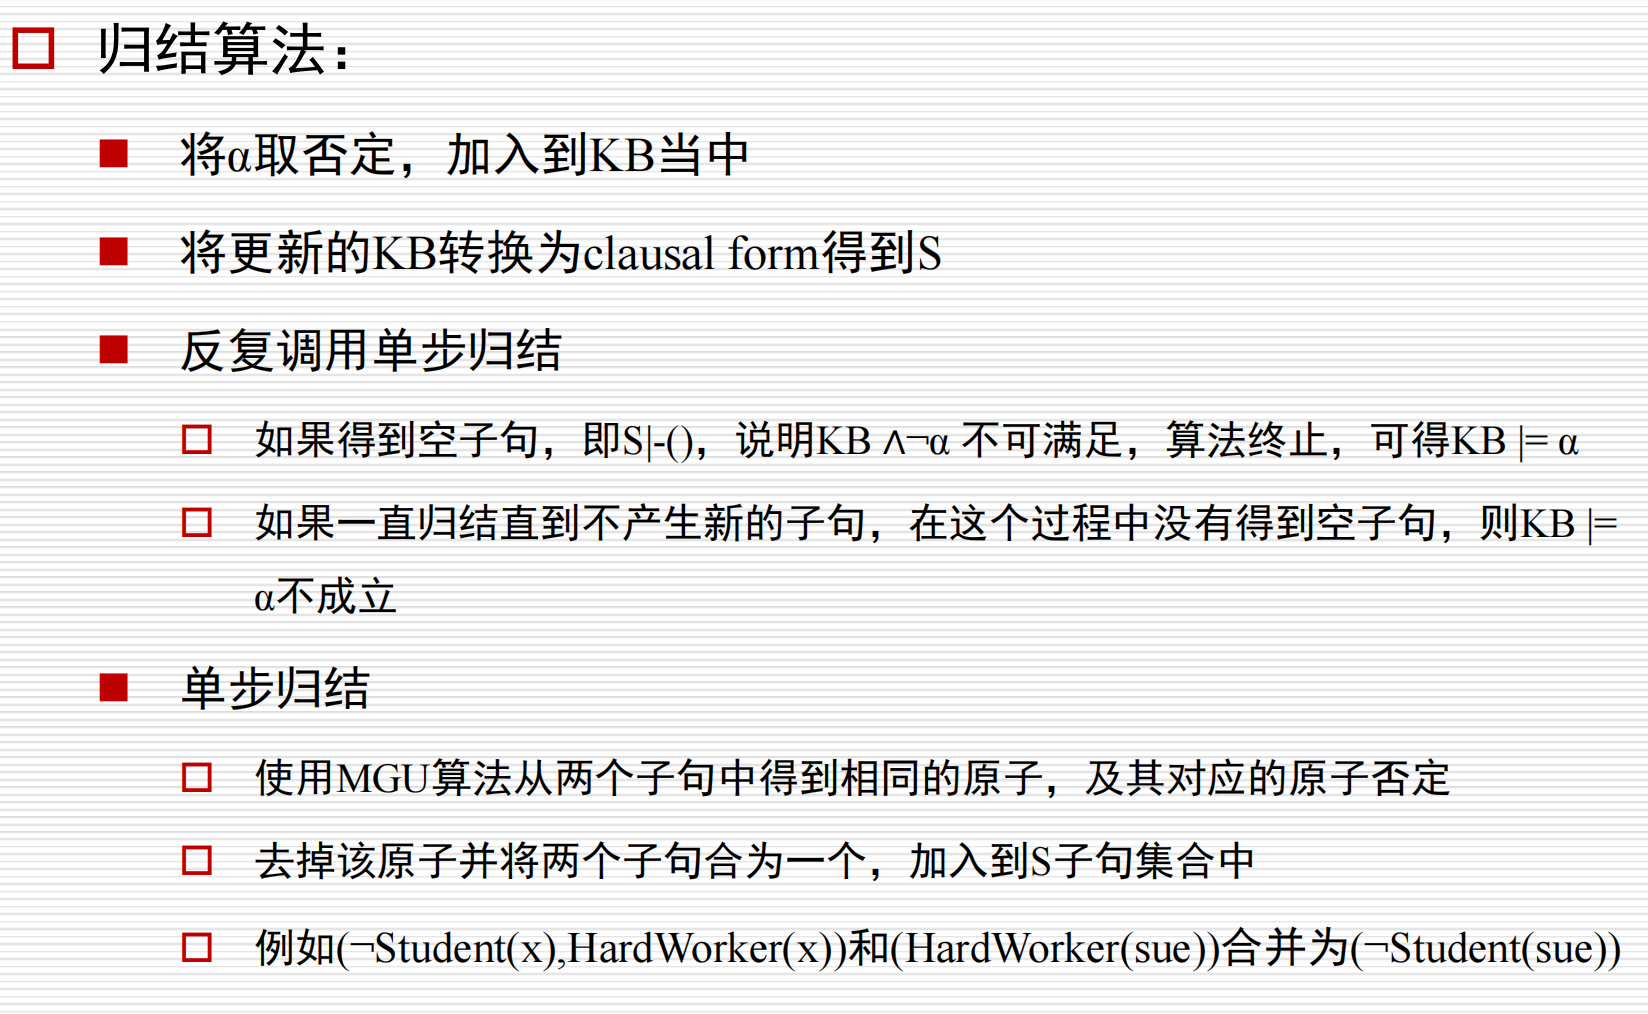 归结算法：
将α取否定，加入到KB当中
将更新的KB转换为clausal form得到S
反复调用单步归结
如果得到空子句，即S|-()，说明KB ∧¬α 不可满足，算法终止，可得KB |= α
如果一直归结直到不产生新的子句，在这个过程中没有得到空子句，则KB |=
α不成立
单步归结
使用MGU算法从两个子句中得到相同的原子，及其对应的原子否定
去掉该原子并将两个子句合为一个，加入到S子句集合中
例如(¬Student(x),HardWorker(x))和(HardWorker(sue))合并为(¬Student(sue))